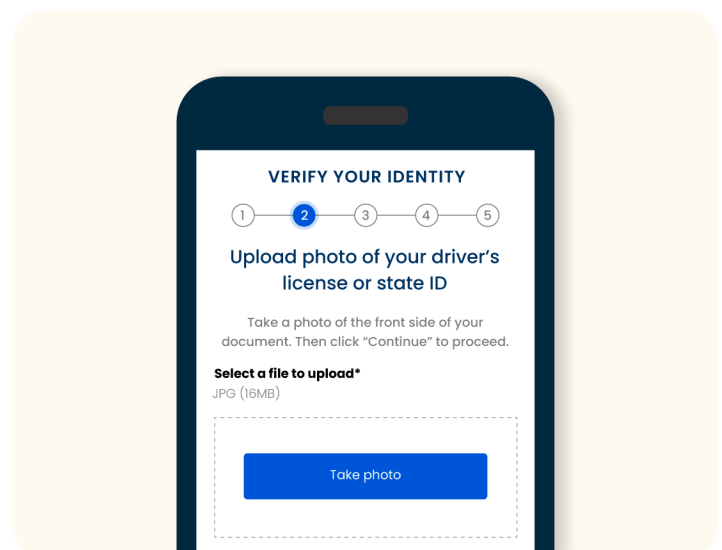 VERIFY YOUR IDENTITY
1 2 3 4 5
Upload photo of your driver’s
license or state ID
Take a photo of the front side of your
document. Then click “Continue” to proceed.
Select a file to upload*
JPG (16MB)
Take photo